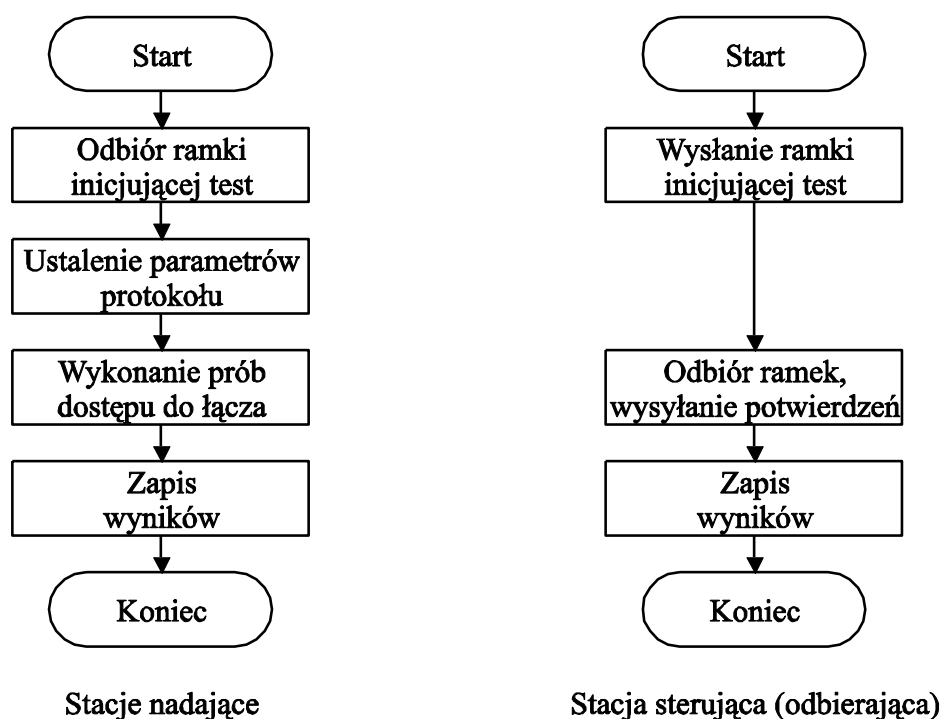 Start
Odbiór ramki
inicjującej test
Ustalenie parametrów
protokołu
Wykonanie prób
dostępu do łącza
Zapis
wyników
Koniec
Stacje nadające
Start
Wysłanie ramki
inicjującej test
Odbiór ramek,
wysyłanie potwierdzeń
Zapis
wyników
Koniec
Stacja sterująca (odbierająca)